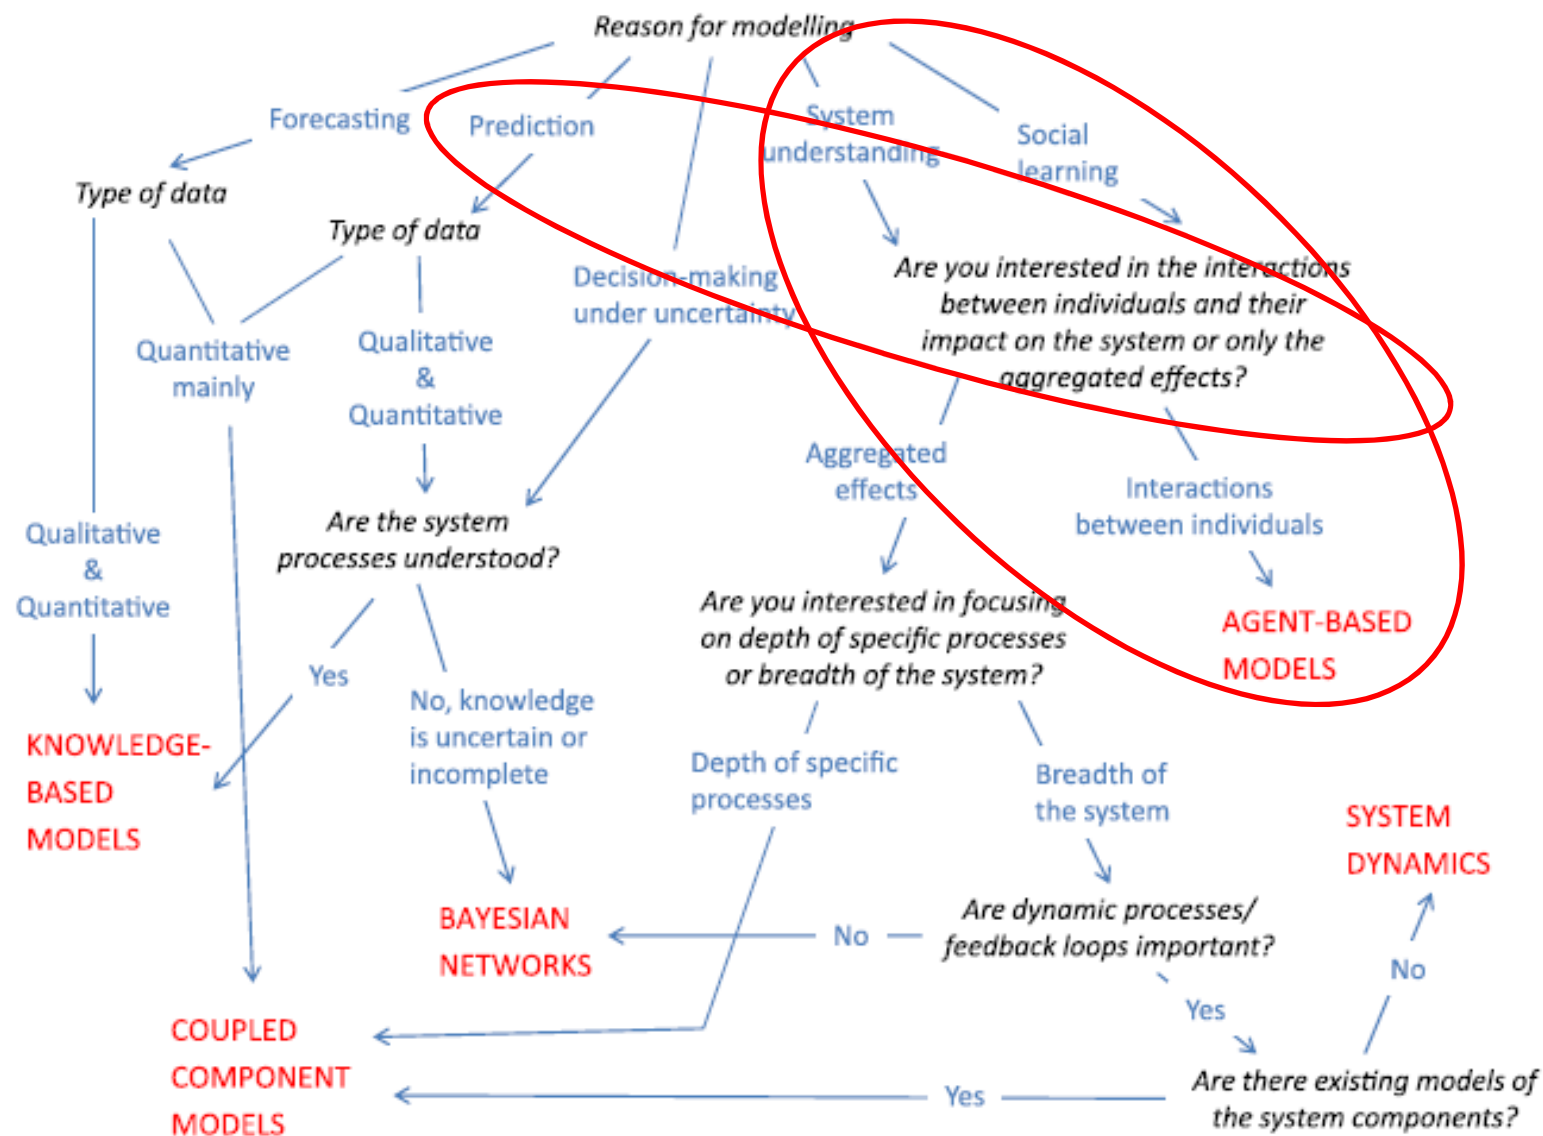 Reason for modelling
Forecasting
Prediction
System
understanding
Social
learning
Type of data
Type of data
Decision-making
under uncertainty
Are you interested in the interactions
between individuals and their
impact on the system or only the
aggregated effects?
Quantitative
mainly
Qualitative
&
Quantitative
Aggregated
effects
Interactions
between individuals
Qualitative
&
Quantitative
Are the system
processes understood?
Are you interested in focusing
on depth of specific processes
or breadth of the system?
AGENT-BASED
MODELS
Yes
No, knowledge
is uncertain or
incomplete
KNOWLEDGE-
BASED
MODELS
Depth of specific
processes
Breadth of
the system
SYSTEM
DYNAMICS
BAYESIAN
NETWORKS
No
Are dynamic processes/
feedback loops important?
No
Yes
COUPLED
COMPONENT
MODELS
Yes
Are there existing models of
the system components?